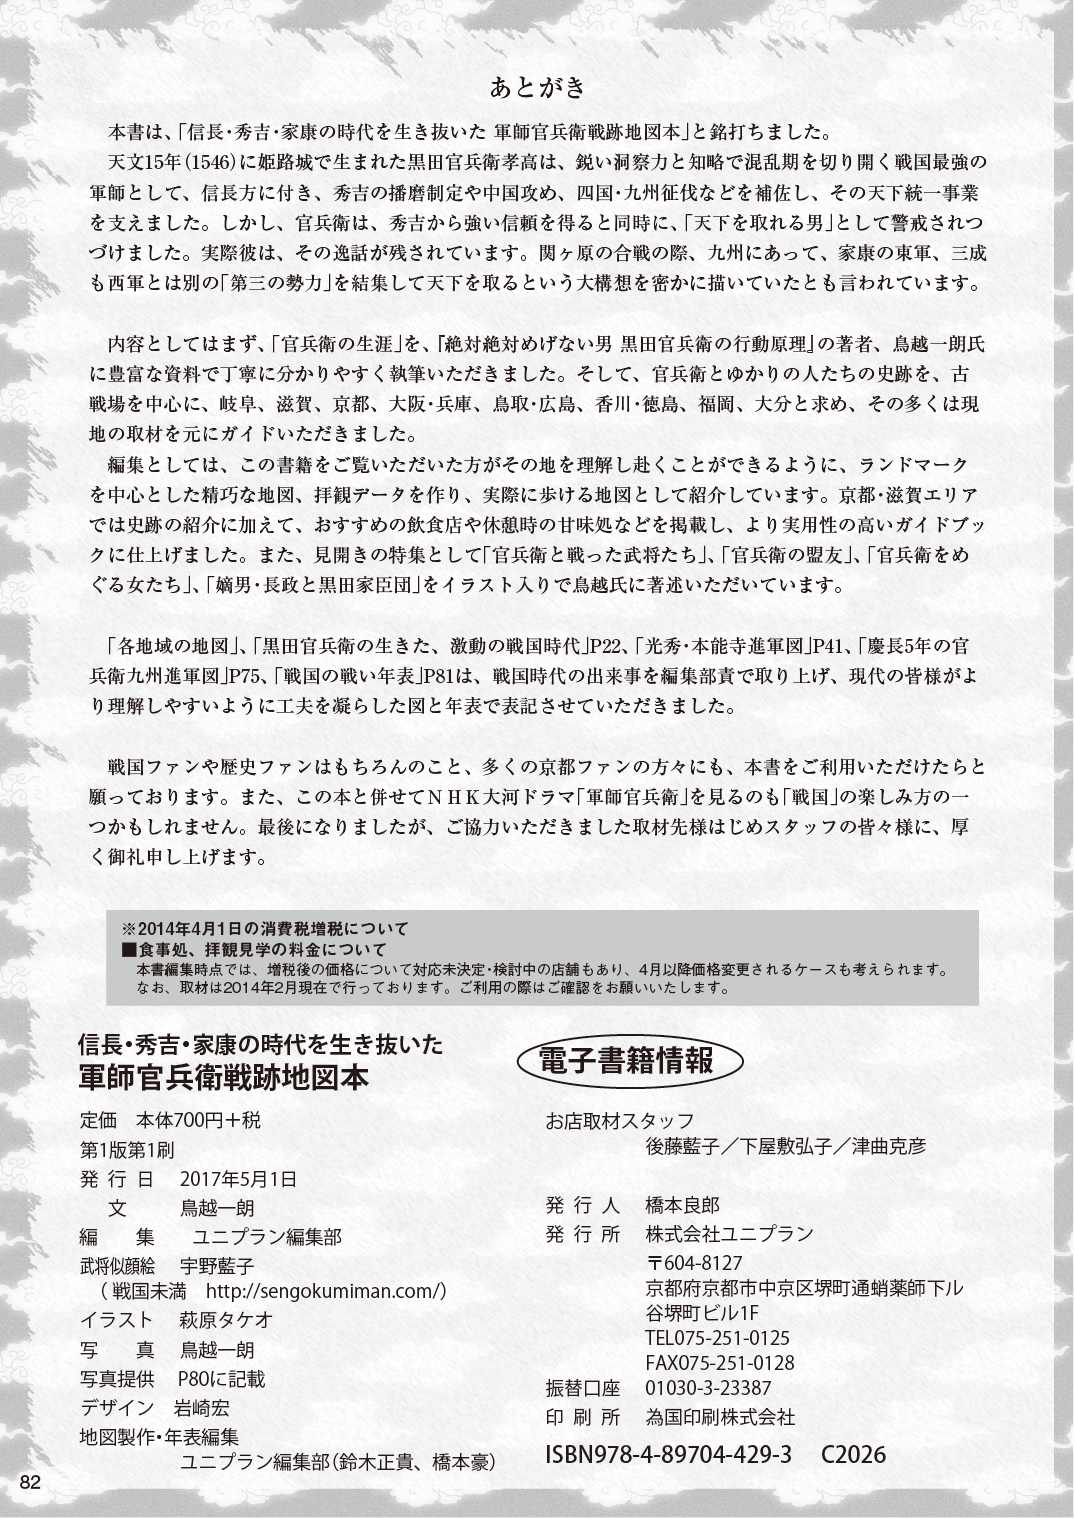 あとがき
本書は、「信長・秀吉・家康の時代を生き抜いた 軍師官兵衛戦跡地図本」と銘打ちました。
天文15年(1546)に姫路城で生まれた黒田官兵衛孝高は、鋭い洞察力と知略で混乱期を切り開く戦国最強の
軍師として、信長方に付き、秀吉の播磨制定や中国攻め、四国・九州征伐などを補佐し、その天下統一事業
を支えました。しかし、官兵衛は、秀吉から強い信頼を得ると同時に、「天下を取れる男」として警戒されつ
づけました。実際彼は、その逸話が残されています。関ヶ原の合戦の際、九州にあって、家康の東軍、三成
も西軍とは別の「第三の勢力」を結集して天下を取るという大構想を密かに描いていたとも言われています。
内容としてはまず、「官兵衛の生涯」を、『絶対絶対めげない男 黒田官兵衛の行動原理』の著者、鳥越一朗氏
に豊富な資料で丁寧に分かりやすく執筆いただきました。そして、官兵衛とゆかりの人たちの史跡を、古
戦場を中心に、岐阜、滋賀、京都、大阪・兵庫、鳥取・広島、香川・徳島、福岡、大分と求め、その多くは現
地の取材を元にガイドいただきました。
編集としては、この書籍をご覧いただいた方がその地を理解し赴くことができるように、ランドマーク
を中心とした精巧な地図、拝観データを作り、実際に歩ける地図として紹介しています。京都・滋賀エリア
では史跡の紹介に加えて、おすすめの飲食店や休憩時の甘味処などを掲載し、より実用性の高いガイドブッ
クに仕上げました。また、見開きの特集として「官兵衛と戦った武将たち」、「官兵衛の盟友」、「官兵衛をめ
ぐる女たち」、「嫡男・長政と黒田家臣団」をイラスト入りで鳥越氏に著述いただいています。
「各地域の地図」、「黒田官兵衛の生きた、激動の戦国時代」P22、「光秀・本能寺進軍図」P41、「慶長5年の官
兵衛九州進軍図」P75、「戦国の戦い年表」P81は、戦国時代の出来事を編集部責で取り上げ、現代の皆様がよ
り理解しやすいように工夫を凝らした図と年表で表記させていただきました。
戦国ファンや歴史ファンはもちろんのこと、多くの京都ファンの方々にも、本書をご利用いただけたらと
願っております。また、この本と併せてＮＨＫ大河ドラマ「軍師官兵衛」を見るのも「戦国」の楽しみ方の一
つかもしれません。最後になりましたが、ご協力いただきました取材先様はじめスタッフの皆々様に、厚
く御礼申し上げます。
※2014年4月1日の消費税増税について
■食事処、拝観見学の料金について
本書編集時点では、増税後の価格について対応未決定・検討中の店舗もあり、4月以降価格変更されるケースも考えられます。
なお、取材は2014年2月現在で行っております。ご利用の際はご確認をお願いいたします。
信長・秀吉・家康の時代を生き抜いた
軍師官兵衛戦跡地図本
定価　本体700円＋税
第1版第1刷
発 行 日　2017年5月1日
文　鳥越一朗
編　集　ユニプラン編集部
武将似顔絵　宇野藍子
（戦国未満　http://sengokumiman.com/）
イラスト　萩原タケオ
写　真　鳥越一朗
写真提供　P80に記載
デザイン　岩崎宏
地図製作・年表編集
ユニプラン編集部（鈴木正貴、橋本豪）
電子書籍情報
お店取材スタッフ
後藤藍子／下屋敷弘子／津曲克彦
発 行 人　橋本良郎
発 行 所　株式会社ユニプラン
〒604-8127
京都府京都市中京区堺町通蛸薬師下ル
谷堺町ビル1F
TEL075-251-0125
FAX075-251-0128
振替口座　01030-3-23387
印 刷 所　為国印刷株式会社
ISBN978-4-89704-429-3　C2026
82